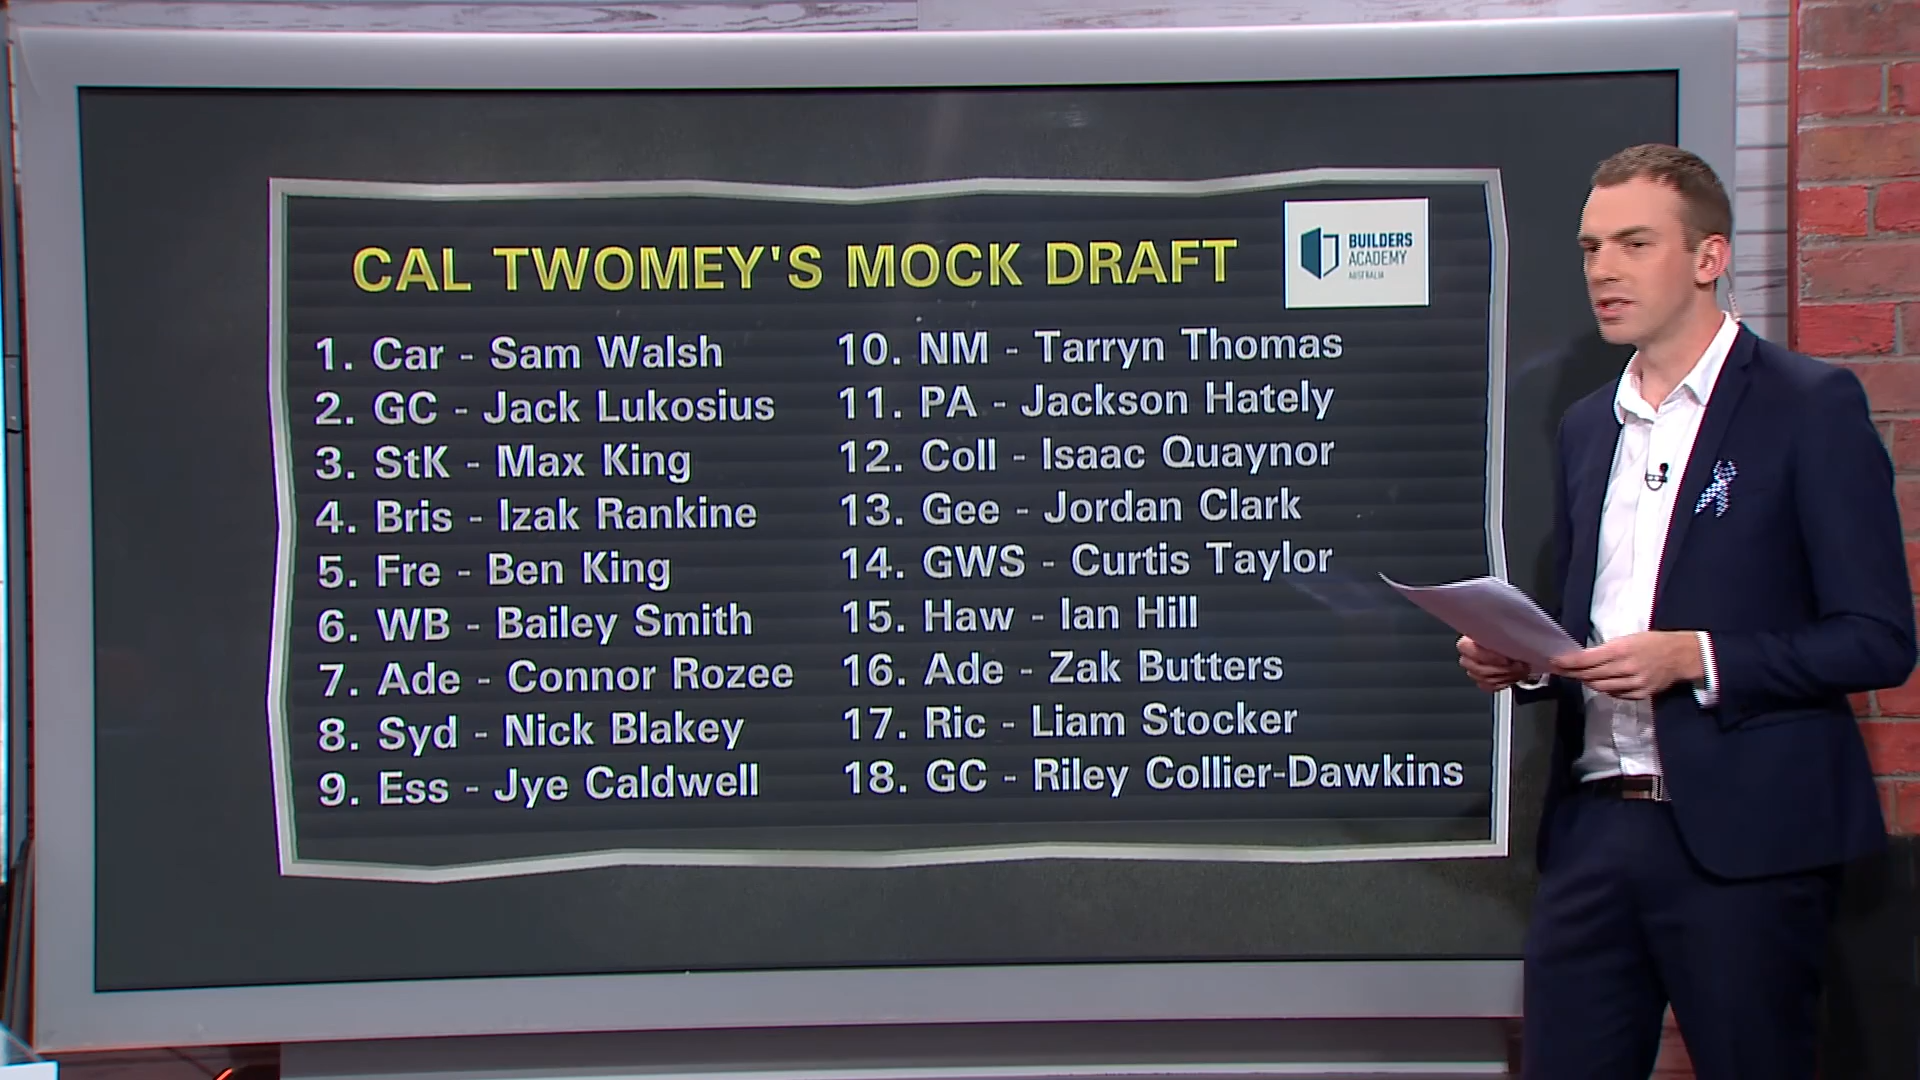 CAL TWOMEY'S MOCK DRAFT
BUILDERS
ACADEMY
AUSTRALIA
1. Car - Sam Walsh
2. GC - Jack Lukosius
3. StK - Max King
4. Bris - Izak Rankine
5. Fre - Ben King
6. WB - Bailey Smith
7. Ade - Connor Rozee
8. Syd - Nick Blakey
9. Ess - Jye Caldwell
10. NM - Tarryn Thomas
11. PA - Jackson Hately
12. Coll - Isaac Quaynor
13. Gee - Jordan Clark
14. GWS - Curtis Taylor
15. Haw - Ian Hill
16. Ade - Zak Butters
17. Ric - Liam Stocker
18. GC - Riley Collier-Dawkins